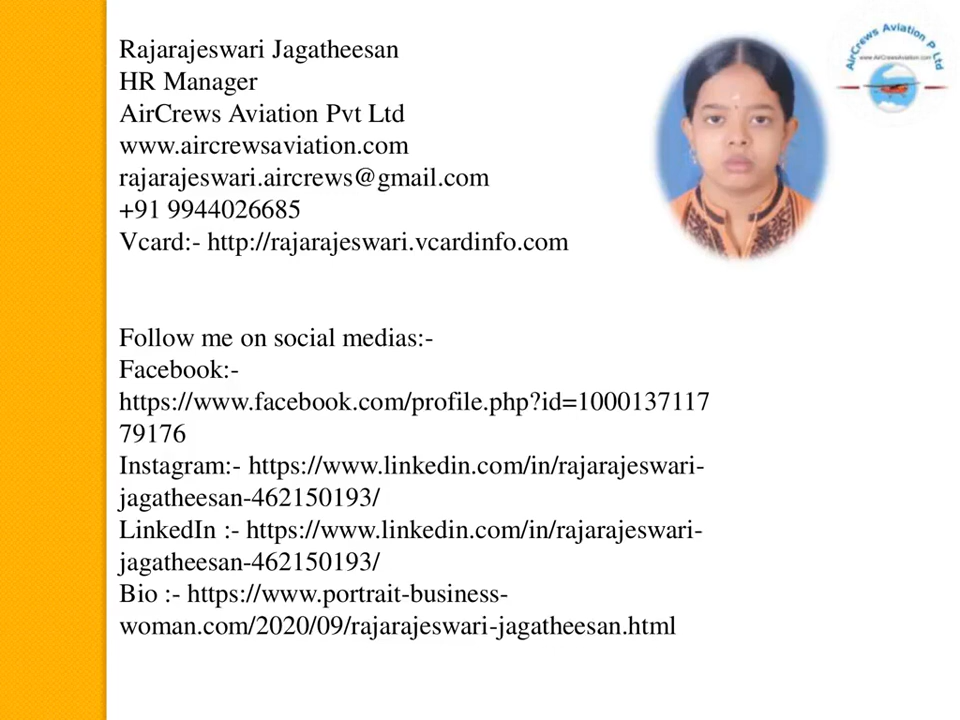 Rajarajeswari Jagatheesan
HR Manager
AirCrews Aviation Pvt Ltd
www.aircrewsaviation.com
rajarajeswari.aircrews@gmail.com
+91 9944026685
Vcard:- http://rajarajeswari.vcardinfo.com
AirCrews Aviation P Ltd
www.AirCrewsAviation.com
Follow me on social medias:-
Facebook:-
https://www.facebook.com/profile.php?id=1000137117
79176
Instagram:- https://www.linkedin.com/in/rajarajeswari-
jagatheesan-462150193/
LinkedIn :- https://www.linkedin.com/in/rajarajeswari-
jagatheesan-462150193/
Bio :- https://www.portrait-business-
woman.com/2020/09/rajarajeswari-jagatheesan.html